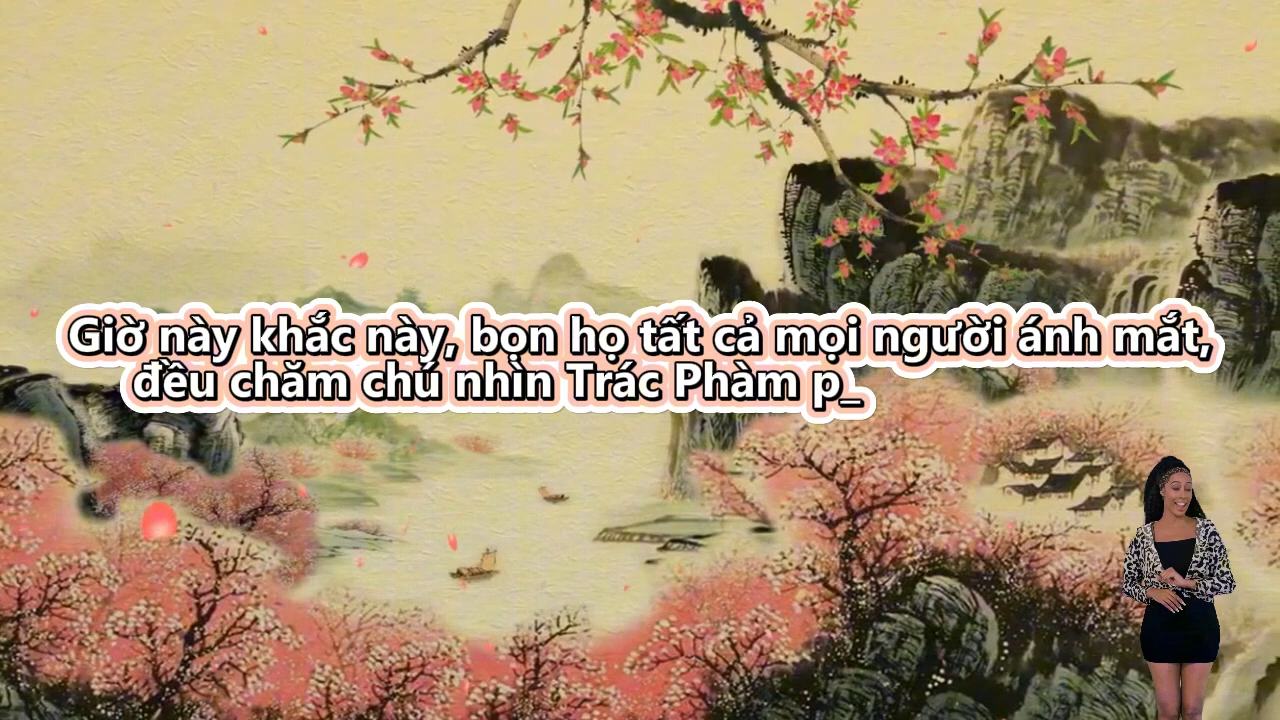 Giờ này khắc này, bọn họ tất cả mọi người ánh mắt,
đều chăm chú nhìn Trác Phàm p_